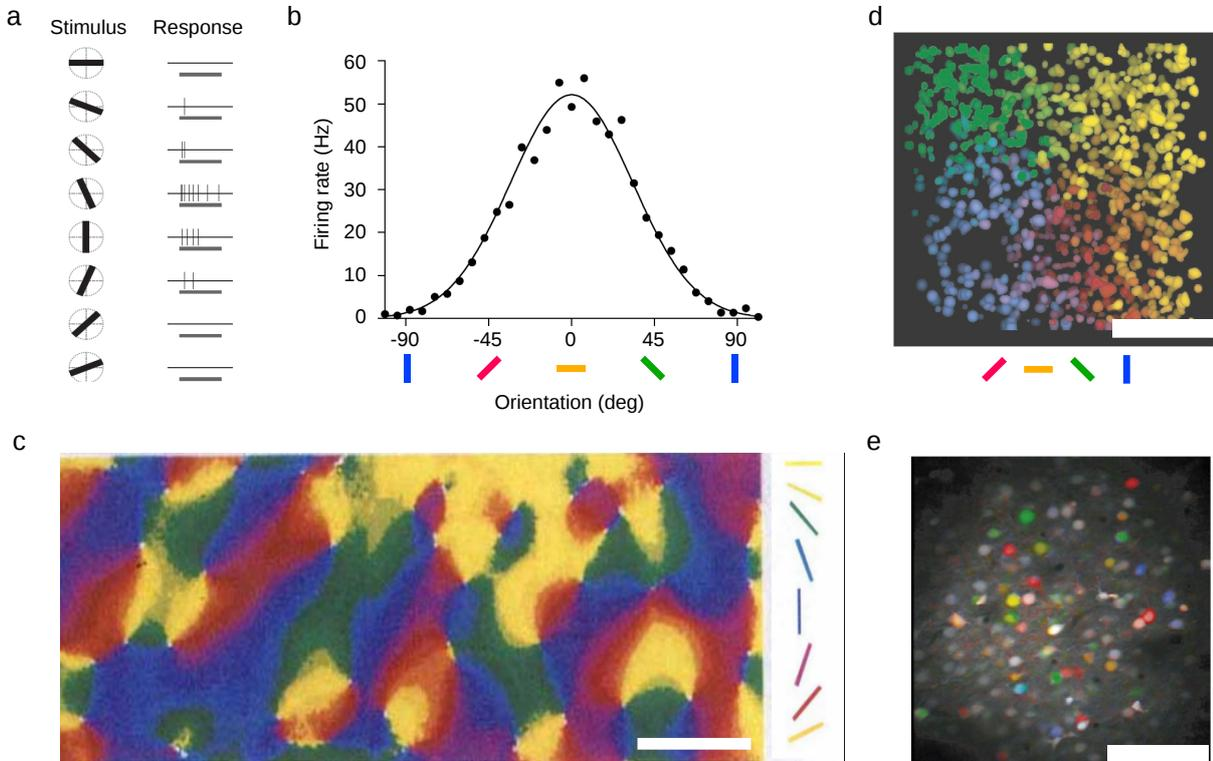 a
Stimulus
Response
b
60
50
40
30
20
10
0
Firing rate (Hz)
-90
-45
0
45
90
Orientation (deg)
c
d
e